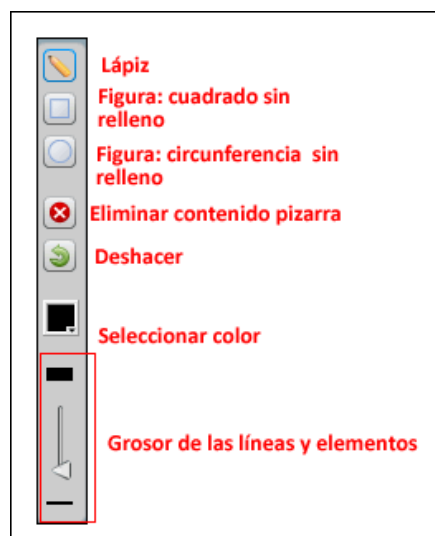 Lápiz
Figura: cuadrado sin
relleno
Figura: circunferencia sin
relleno
Eliminar contenido pizarra
Deshacer
Seleccionar color
Grosor de las líneas y elementos